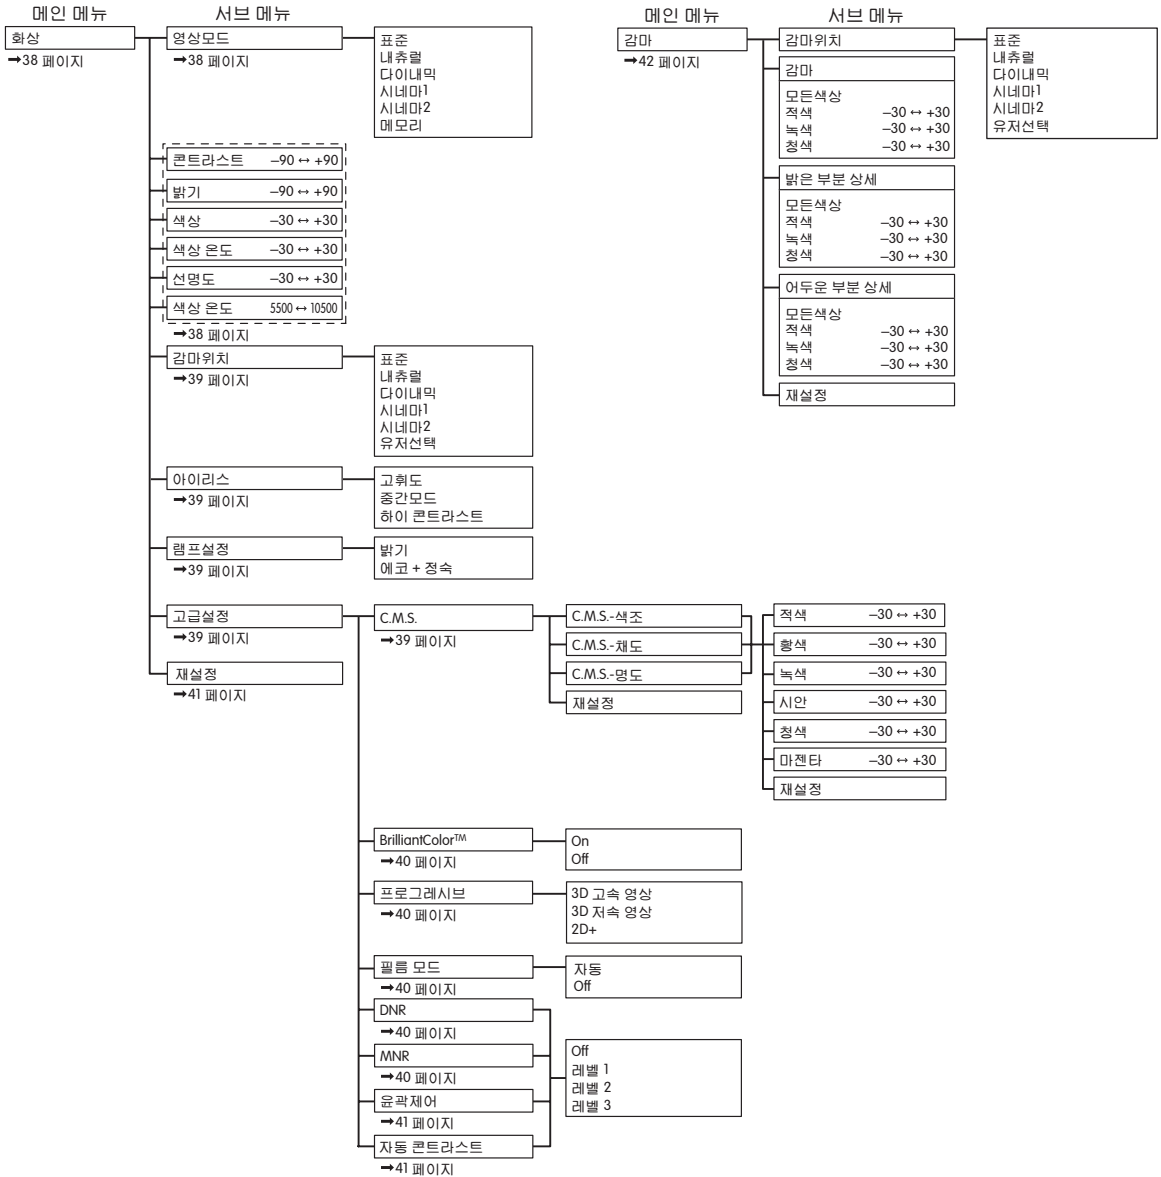 메인 메뉴
서브 메뉴
화상
➞38 페이지
영상모드
➞38 페이지
표준
내츄럴
다이내믹
시네마1
시네마2
메모리
콘트라스트 –90 ↔ +90
밝기 –90 ↔ +90
색상 –30 ↔ +30
색상 온도 –30 ↔ +30
선명도 –30 ↔ +30
색상 온도 5500 ↔ 10500
➞38 페이지
감마위치
➞39 페이지
표준
내츄럴
다이내믹
시네마1
시네마2
유저선택
아이리스
➞39 페이지
고휘도
중간모드
하이 콘트라스트
램프설정
➞39 페이지
밝기
에코 + 정숙
고급설정
➞39 페이지
재설정
➞41 페이지
C.M.S.
➞39 페이지
C.M.S.-색조
C.M.S.-채도
C.M.S.-명도
재설정
적색 –30 ↔ +30
황색 –30 ↔ +30
녹색 –30 ↔ +30
시안 –30 ↔ +30
청색 –30 ↔ +30
마젠타 –30 ↔ +30
재설정
BrilliantColor™
➞40 페이지
On
Off
프로그레시브
➞40 페이지
3D 고속 영상
3D 저속 영상
2D+
필름 모드
➞40 페이지
자동
Off
DNR
➞40 페이지
MNR
➞40 페이지
윤곽제어
➞41 페이지
자동 콘트라스트
➞41 페이지
Off
레벨 1
레벨 2
레벨 3
메인 메뉴
서브 메뉴
감마
➞42 페이지
감마위치
표준
내츄럴
다이내믹
시네마1
시네마2
유저선택
감마
모든색상
적색 –30 ↔ +30
녹색 –30 ↔ +30
청색 –30 ↔ +30
밝은 부분 상세
모든색상
적색 –30 ↔ +30
녹색 –30 ↔ +30
청색 –30 ↔ +30
어두운 부분 상세
모든색상
적색 –30 ↔ +30
녹색 –30 ↔ +30
청색 –30 ↔ +30
재설정